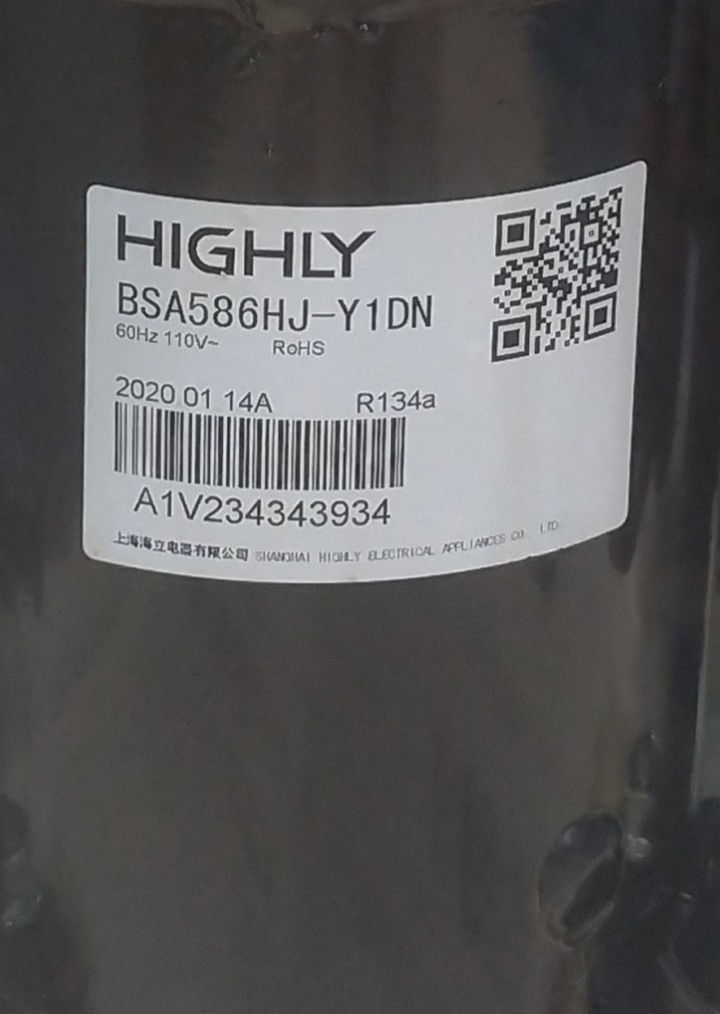 HIGHLY
BSA586HJ-Y1DN
60Hz 110V~ RoHS
2020 01 14A R134a
A1V234343934
上海海立电器有限公司 SHANGHAI HIGHLY ELECTRICAL APPLIANCES CO., LTD.